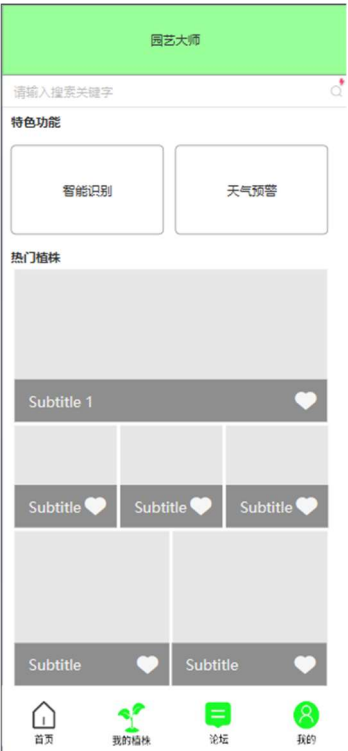 园艺大师
请输入搜索关键字
特色功能
智能识别 天气预警
热门植株
Subtitle 1
Subtitle Subtitle Subtitle
Subtitle Subtitle
首页 我的植株 论坛 我的